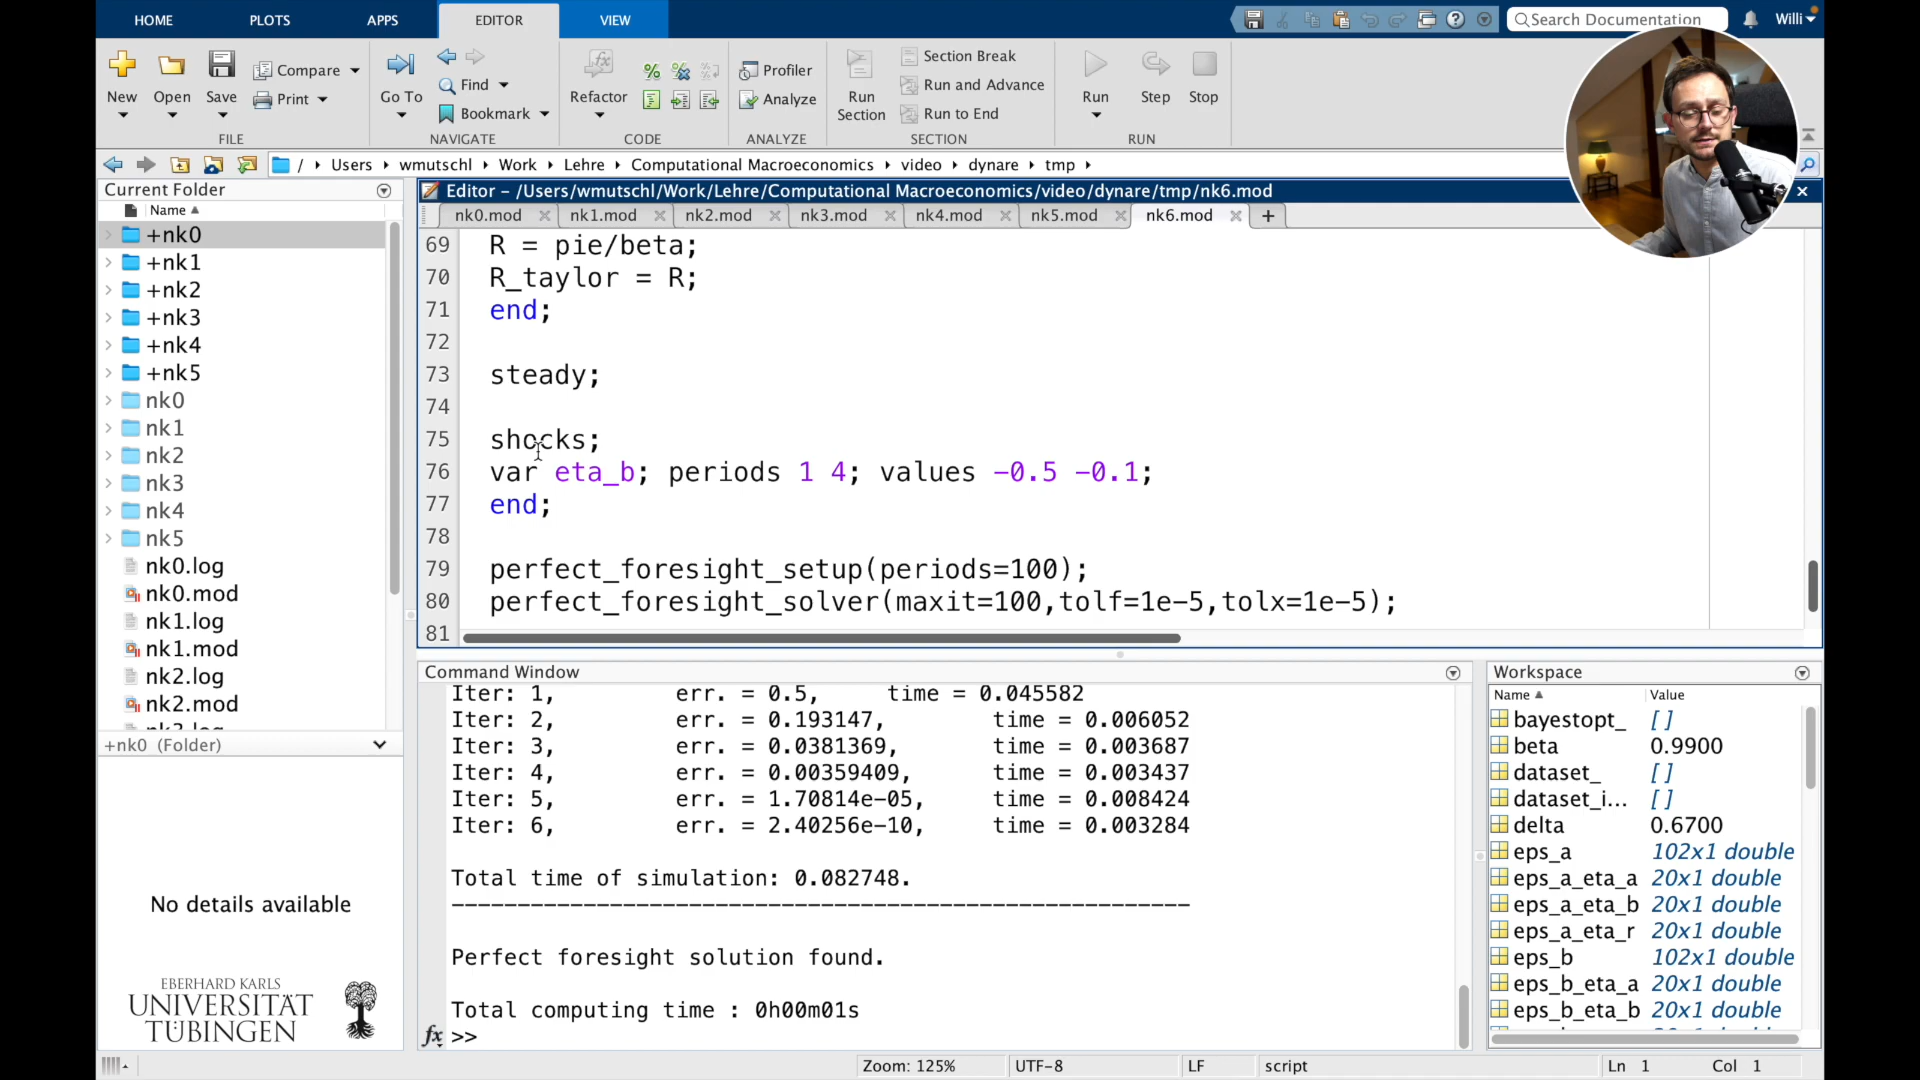 HOME PLOTS APPS EDITOR VIEW
Search Documentation
Willi
New Open Save Compare Print
Go To Find Bookmark
Refactor
Profiler Analyze
Run Section
Section Break
Run and Advance
Run to End
Run Step Stop
FILE NAVIGATE CODE ANALYZE SECTION RUN
/ Users wmutschl Work Lehre Computational Macroeconomics video dynare tmp
Current Folder
Name
+nk0
+nk1
+nk2
+nk3
+nk4
+nk5
nk0
nk1
nk2
nk3
nk4
nk5
nk0.log
nk0.mod
nk1.log
nk1.mod
nk2.log
nk2.mod
+nk0 (Folder)
No details available
EBERHARD KARLS
UNIVERSITÄT
TÜBINGEN
Editor – /Users/wmutschl/Work/Lehre/Computational Macroeconomics/video/dynare/tmp/nk6.mod
nk0.mod nk1.mod nk2.mod nk3.mod nk4.mod nk5.mod nk6.mod
69 R = pie/beta;
70 R_taylor = R;
71 end;
72
73 steady;
74
75 shocks;
76 var eta_b; periods 1 4; values -0.5 -0.1;
77 end;
78
79 perfect_foresight_setup(periods=100);
80 perfect_foresight_solver(maxit=100,tolf=1e-5,tolx=1e-5);
81
Command Window
Iter: 1, err. = 0.5, time = 0.045582
Iter: 2, err. = 0.193147, time = 0.006052
Iter: 3, err. = 0.0381369, time = 0.003687
Iter: 4, err. = 0.00359409, time = 0.003437
Iter: 5, err. = 1.70814e-05, time = 0.008424
Iter: 6, err. = 2.40256e-10, time = 0.003284
Total time of simulation: 0.082748.
--------------------------------------------------------
Perfect foresight solution found.
Total computing time : 0h00m01s
fx >>
Workspace
Name Value
bayestopt_ []
beta 0.9900
dataset_ []
dataset_i... []
delta 0.6700
eps_a 102x1 double
eps_a_eta_a 20x1 double
eps_a_eta_b 20x1 double
eps_a_eta_r 20x1 double
eps_b 102x1 double
eps_b_eta_a 20x1 double
eps_b_eta_b 20x1 double
Zoom: 125% UTF-8 LF script Ln 1 Col 1